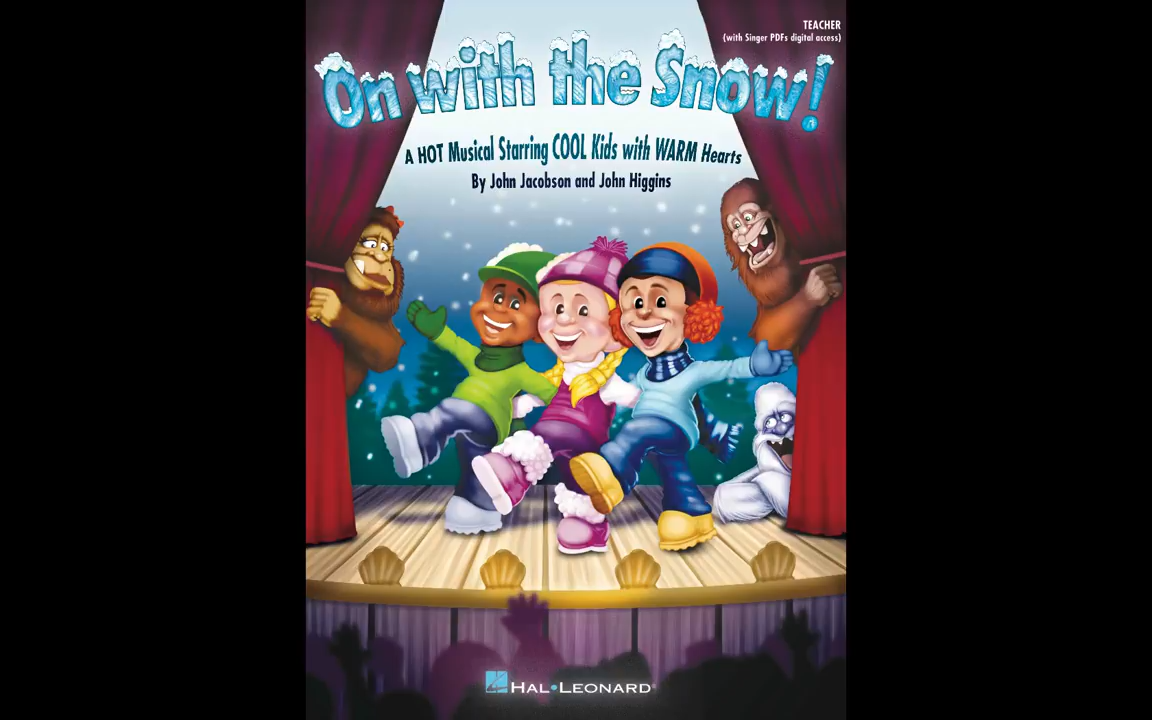 TEACHER
(with Singer PDFs digital access)
On with the Snow!
A HOT Musical Starring COOL Kids with WARM Hearts
By John Jacobson and John Higgins
HAL•LEONARD®